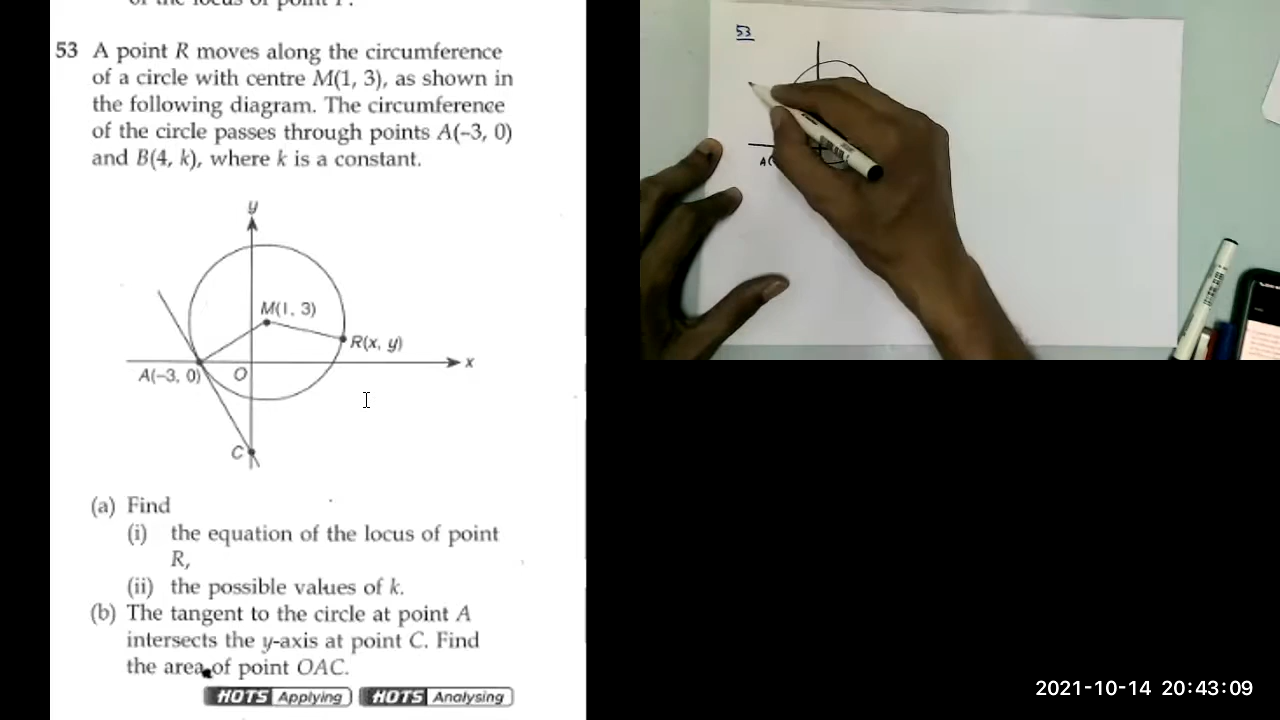 53 A point R moves along the circumference
of a circle with centre M(1, 3), as shown in
the following diagram. The circumference
of the circle passes through points A(–3, 0)
and B(4, k), where k is a constant.
y
M(1, 3)
R(x, y)
x
A(–3, 0)
O
C
(a) Find
(i) the equation of the locus of point
R,
(ii) the possible values of k.
(b) The tangent to the circle at point A
intersects the y-axis at point C. Find
the area of point OAC.
HOTS Applying HOTS Analysing
53
A(
2021-10-14 20:43:09